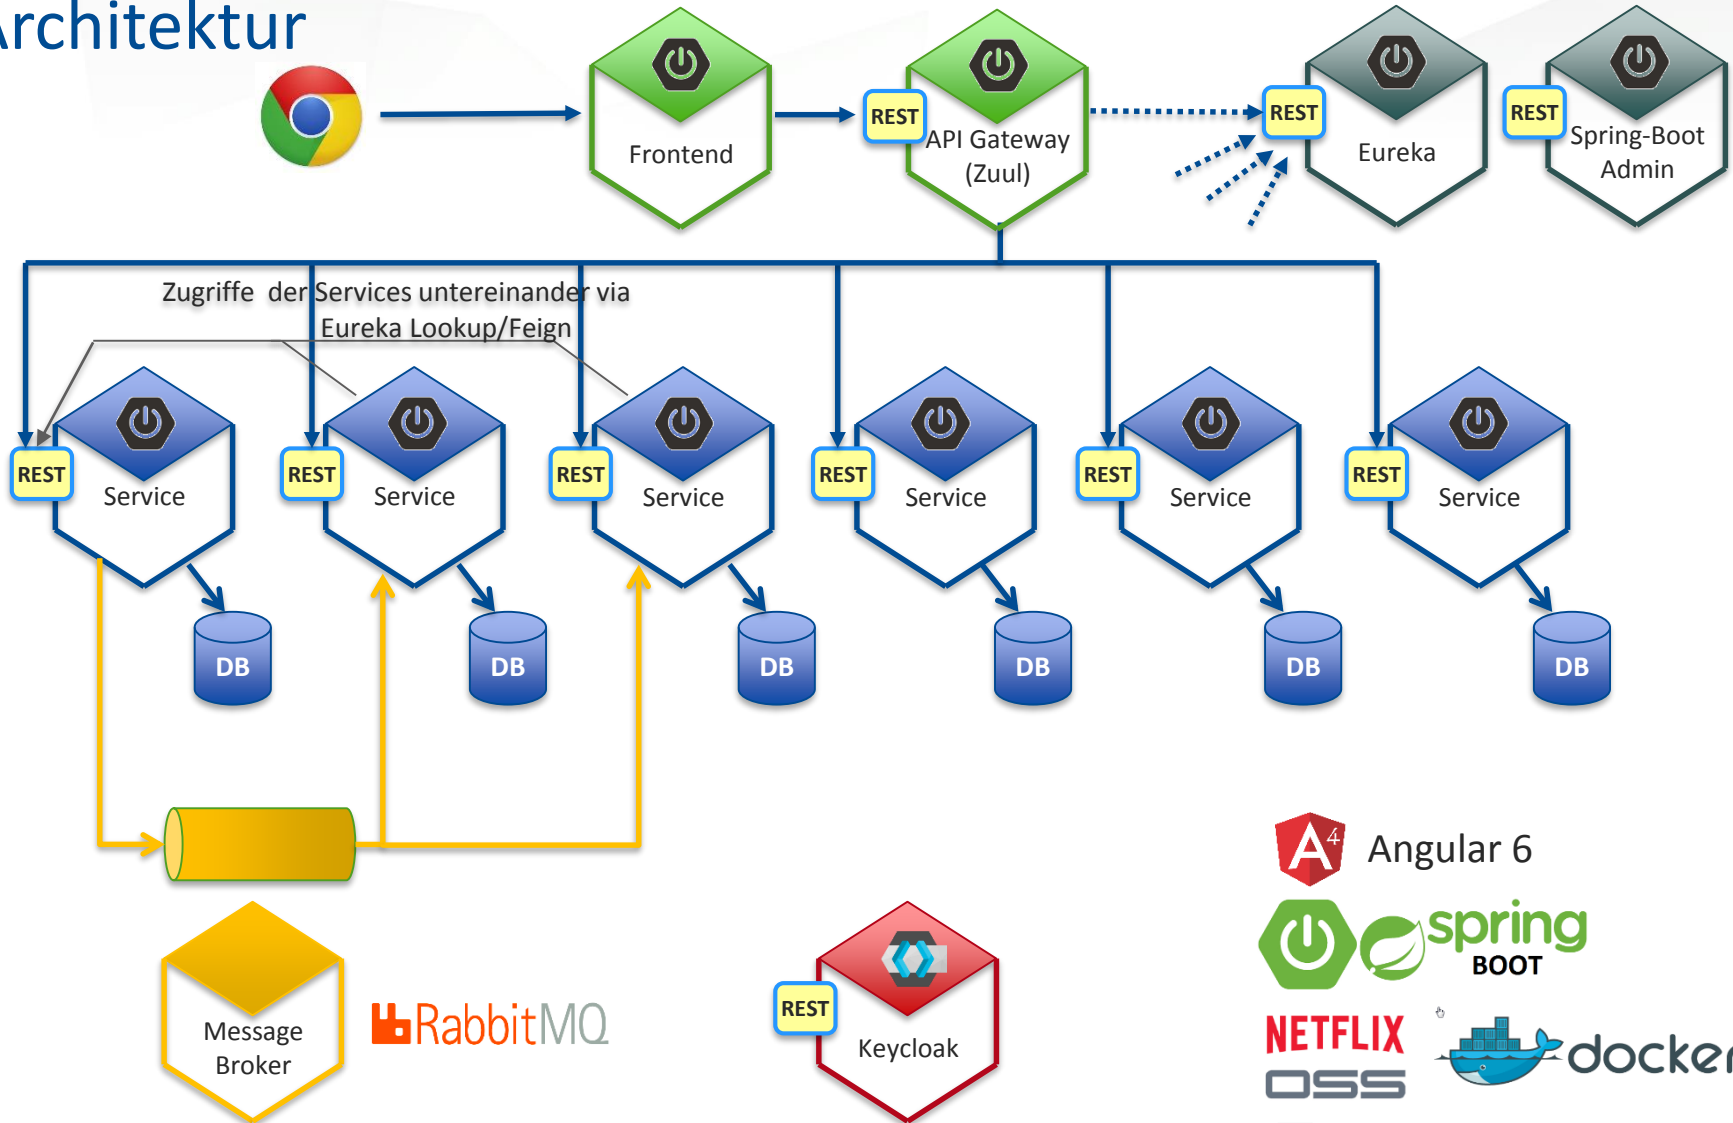 Architektur
Frontend
REST
API Gateway
(Zuul)
REST
Eureka
REST
Spring-Boot
Admin
Zugriffe der Services untereinander via
Eureka Lookup/Feign
REST
Service
REST
Service
REST
Service
REST
Service
REST
Service
REST
Service
DB
DB
DB
DB
DB
DB
A4
Angular 6
spring
BOOT
Message
Broker
RabbitMQ
REST
Keycloak
NETFLIX
OSS
docker